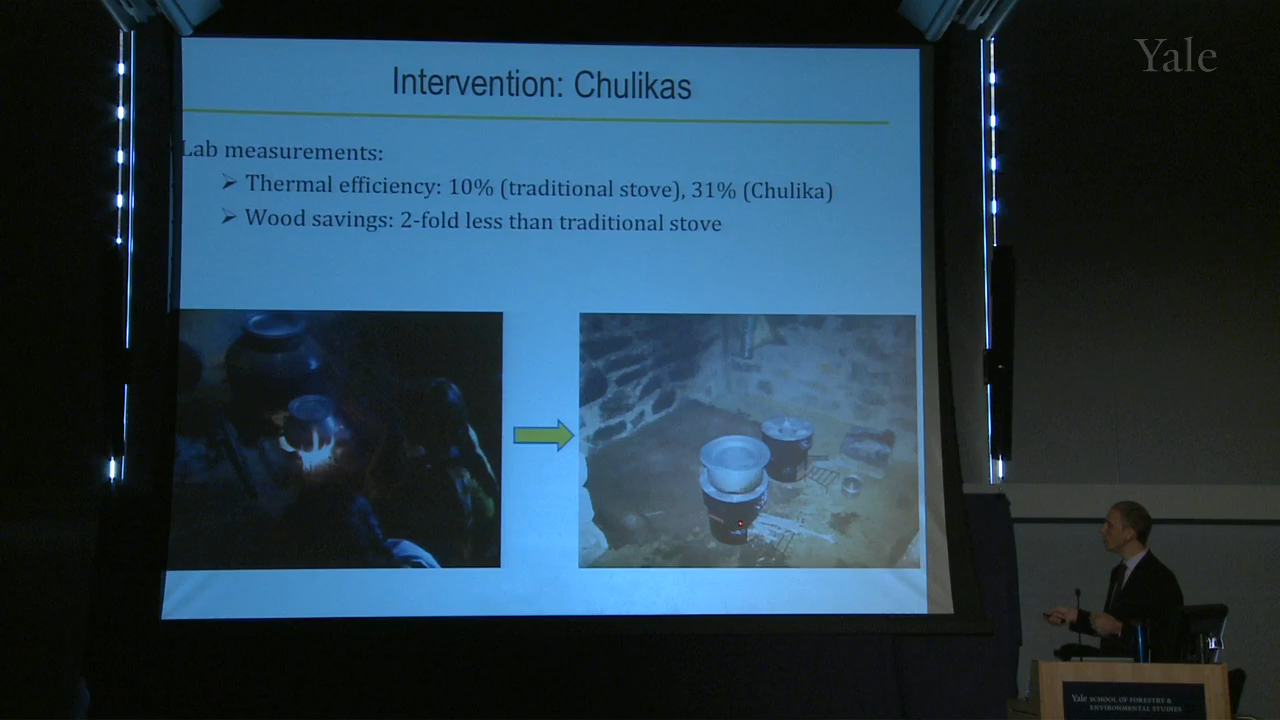 Yale
Intervention: Chulikas
Lab measurements:
➢ Thermal efficiency: 10% (traditional stove), 31% (Chulika)
➢ Wood savings: 2-fold less than traditional stove
Yale SCHOOL OF FORESTRY &
ENVIRONMENTAL STUDIES